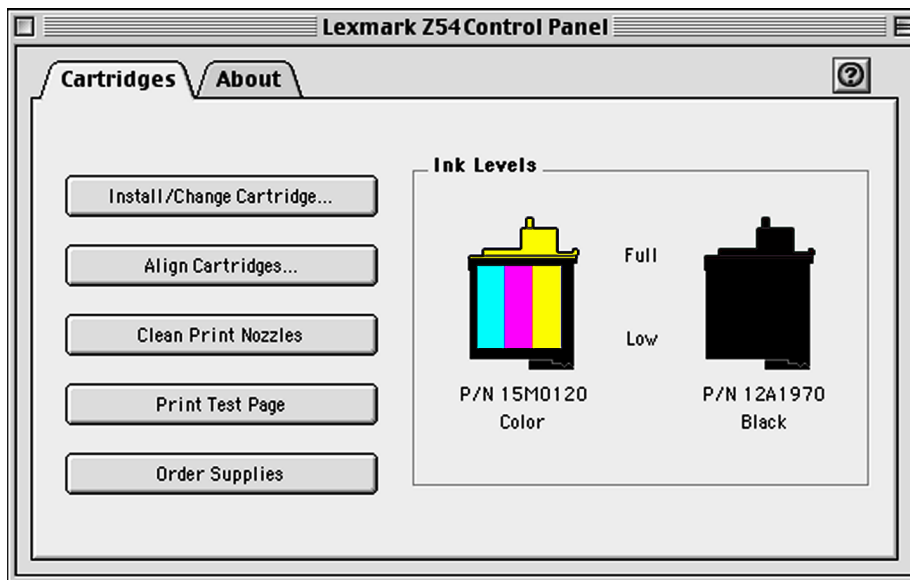 Lexmark Z54 Control Panel
Cartridges
About
?
Install/Change Cartridge...
Align Cartridges...
Clean Print Nozzles
Print Test Page
Order Supplies
Ink Levels
Full
Low
P/N 15M0120
Color
P/N 12A1970
Black